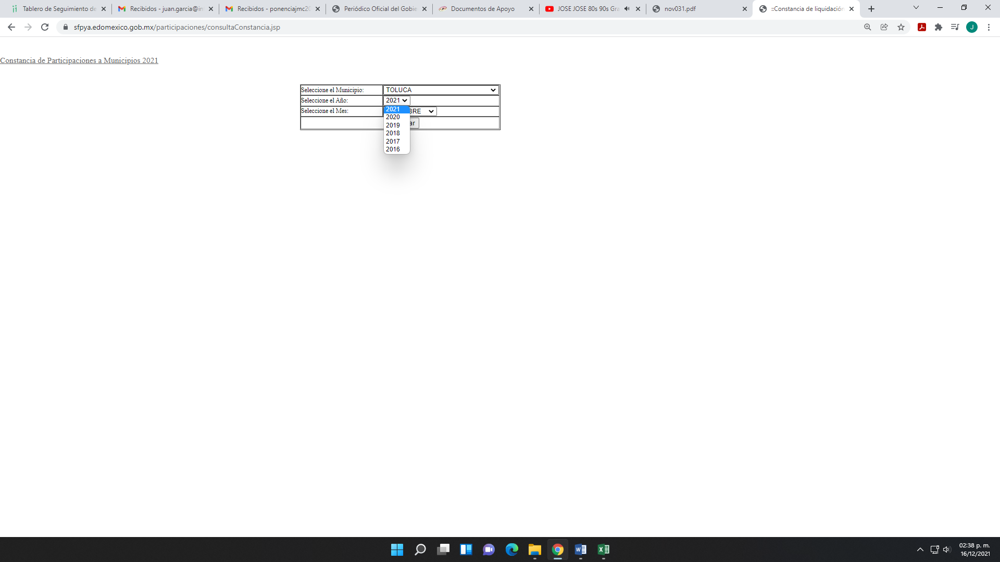 Tablero de Seguimiento de
Recibidos - juan.garcia@in
Recibidos - ponenciajmc20
Periódico Oficial del Gobie
Documentos de Apoyo
JOSE JOSE 80s 90s Gra
nov031.pdf
::Constancia de liquidación
sfpya.edomexico.gob.mx/participaciones/consultaConstancia.jsp
J
Constancia de Participaciones a Municipios 2021
Seleccione el Municipio: TOLUCA
Seleccione el Año: 2021
Seleccione el Mes: BRE
ar
2021
2020
2019
2018
2017
2016
02:38 p. m.
16/12/2021